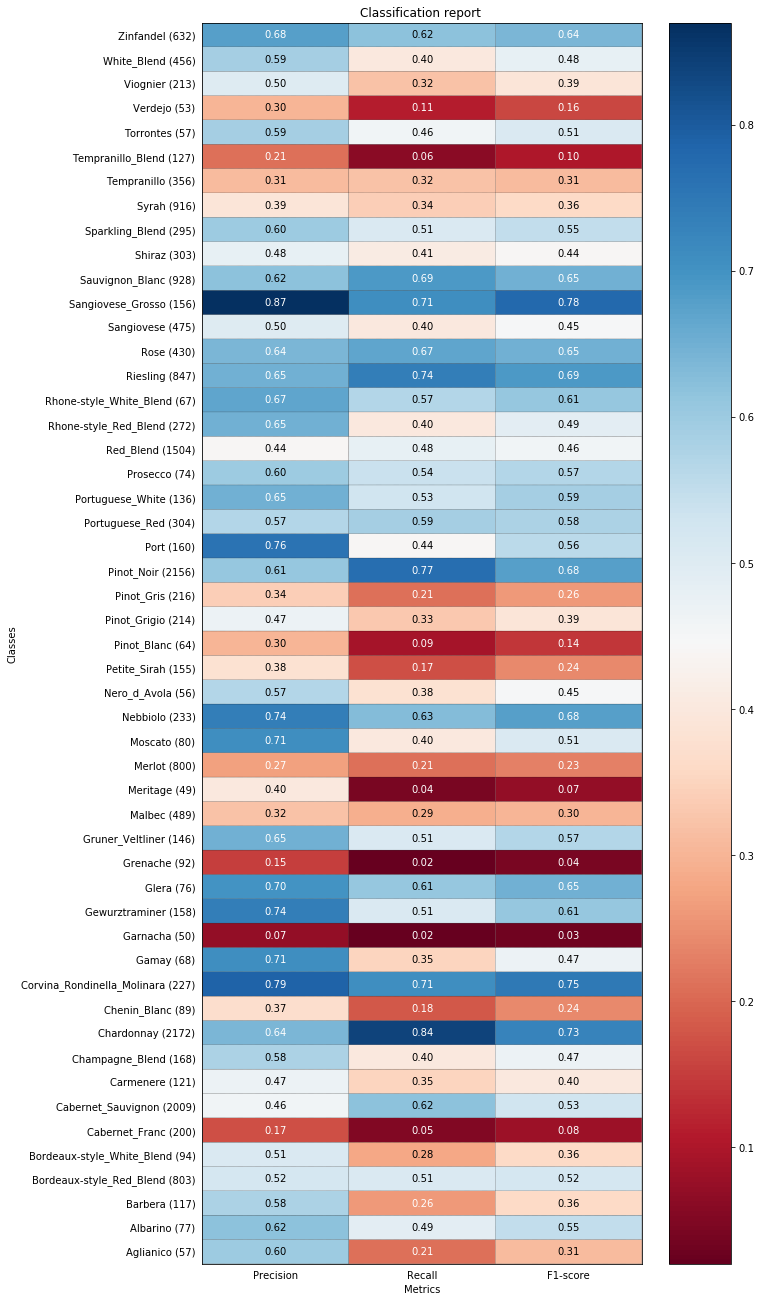 Classification report
Zinfandel (632) 0.68 0.62 0.64
White_Blend (456) 0.59 0.40 0.48
Viognier (213) 0.50 0.32 0.39
Verdejo (53) 0.30 0.11 0.16
Torrontes (57) 0.59 0.46 0.51
Tempranillo_Blend (127) 0.21 0.06 0.10
Tempranillo (356) 0.31 0.32 0.31
Syrah (916) 0.39 0.34 0.36
Sparkling_Blend (295) 0.60 0.51 0.55
Shiraz (303) 0.48 0.41 0.44
Sauvignon_Blanc (928) 0.62 0.69 0.65
Sangiovese_Grosso (156) 0.87 0.71 0.78
Sangiovese (475) 0.50 0.40 0.45
Rose (430) 0.64 0.67 0.65
Riesling (847) 0.65 0.74 0.69
Rhone-style_White_Blend (67) 0.67 0.57 0.61
Rhone-style_Red_Blend (272) 0.65 0.40 0.49
Red_Blend (1504) 0.44 0.48 0.46
Prosecco (74) 0.60 0.54 0.57
Portuguese_White (136) 0.65 0.53 0.59
Portuguese_Red (304) 0.57 0.59 0.58
Port (160) 0.76 0.44 0.56
Pinot_Noir (2156) 0.61 0.77 0.68
Pinot_Gris (216) 0.34 0.21 0.26
Pinot_Grigio (214) 0.47 0.33 0.39
Pinot_Blanc (64) 0.30 0.09 0.14
Petite_Sirah (155) 0.38 0.17 0.24
Nero_d_Avola (56) 0.57 0.38 0.45
Nebbiolo (233) 0.74 0.63 0.68
Moscato (80) 0.71 0.40 0.51
Merlot (800) 0.27 0.21 0.23
Meritage (49) 0.40 0.04 0.07
Malbec (489) 0.32 0.29 0.30
Gruner_Veltliner (146) 0.65 0.51 0.57
Grenache (92) 0.15 0.02 0.04
Glera (76) 0.70 0.61 0.65
Gewurztraminer (158) 0.74 0.51 0.61
Garnacha (50) 0.07 0.02 0.03
Gamay (68) 0.71 0.35 0.47
Corvina_Rondinella_Molinara (227) 0.79 0.71 0.75
Chenin_Blanc (89) 0.37 0.18 0.24
Chardonnay (2172) 0.64 0.84 0.73
Champagne_Blend (168) 0.58 0.40 0.47
Carmenere (121) 0.47 0.35 0.40
Cabernet_Sauvignon (2009) 0.46 0.62 0.53
Cabernet_Franc (200) 0.17 0.05 0.08
Bordeaux-style_White_Blend (94) 0.51 0.28 0.36
Bordeaux-style_Red_Blend (803) 0.52 0.51 0.52
Barbera (117) 0.58 0.26 0.36
Albarino (77) 0.62 0.49 0.55
Aglianico (57) 0.60 0.21 0.31
Precision Recall F1-score
Metrics
Classes
0.8
0.7
0.6
0.5
0.4
0.3
0.2
0.1